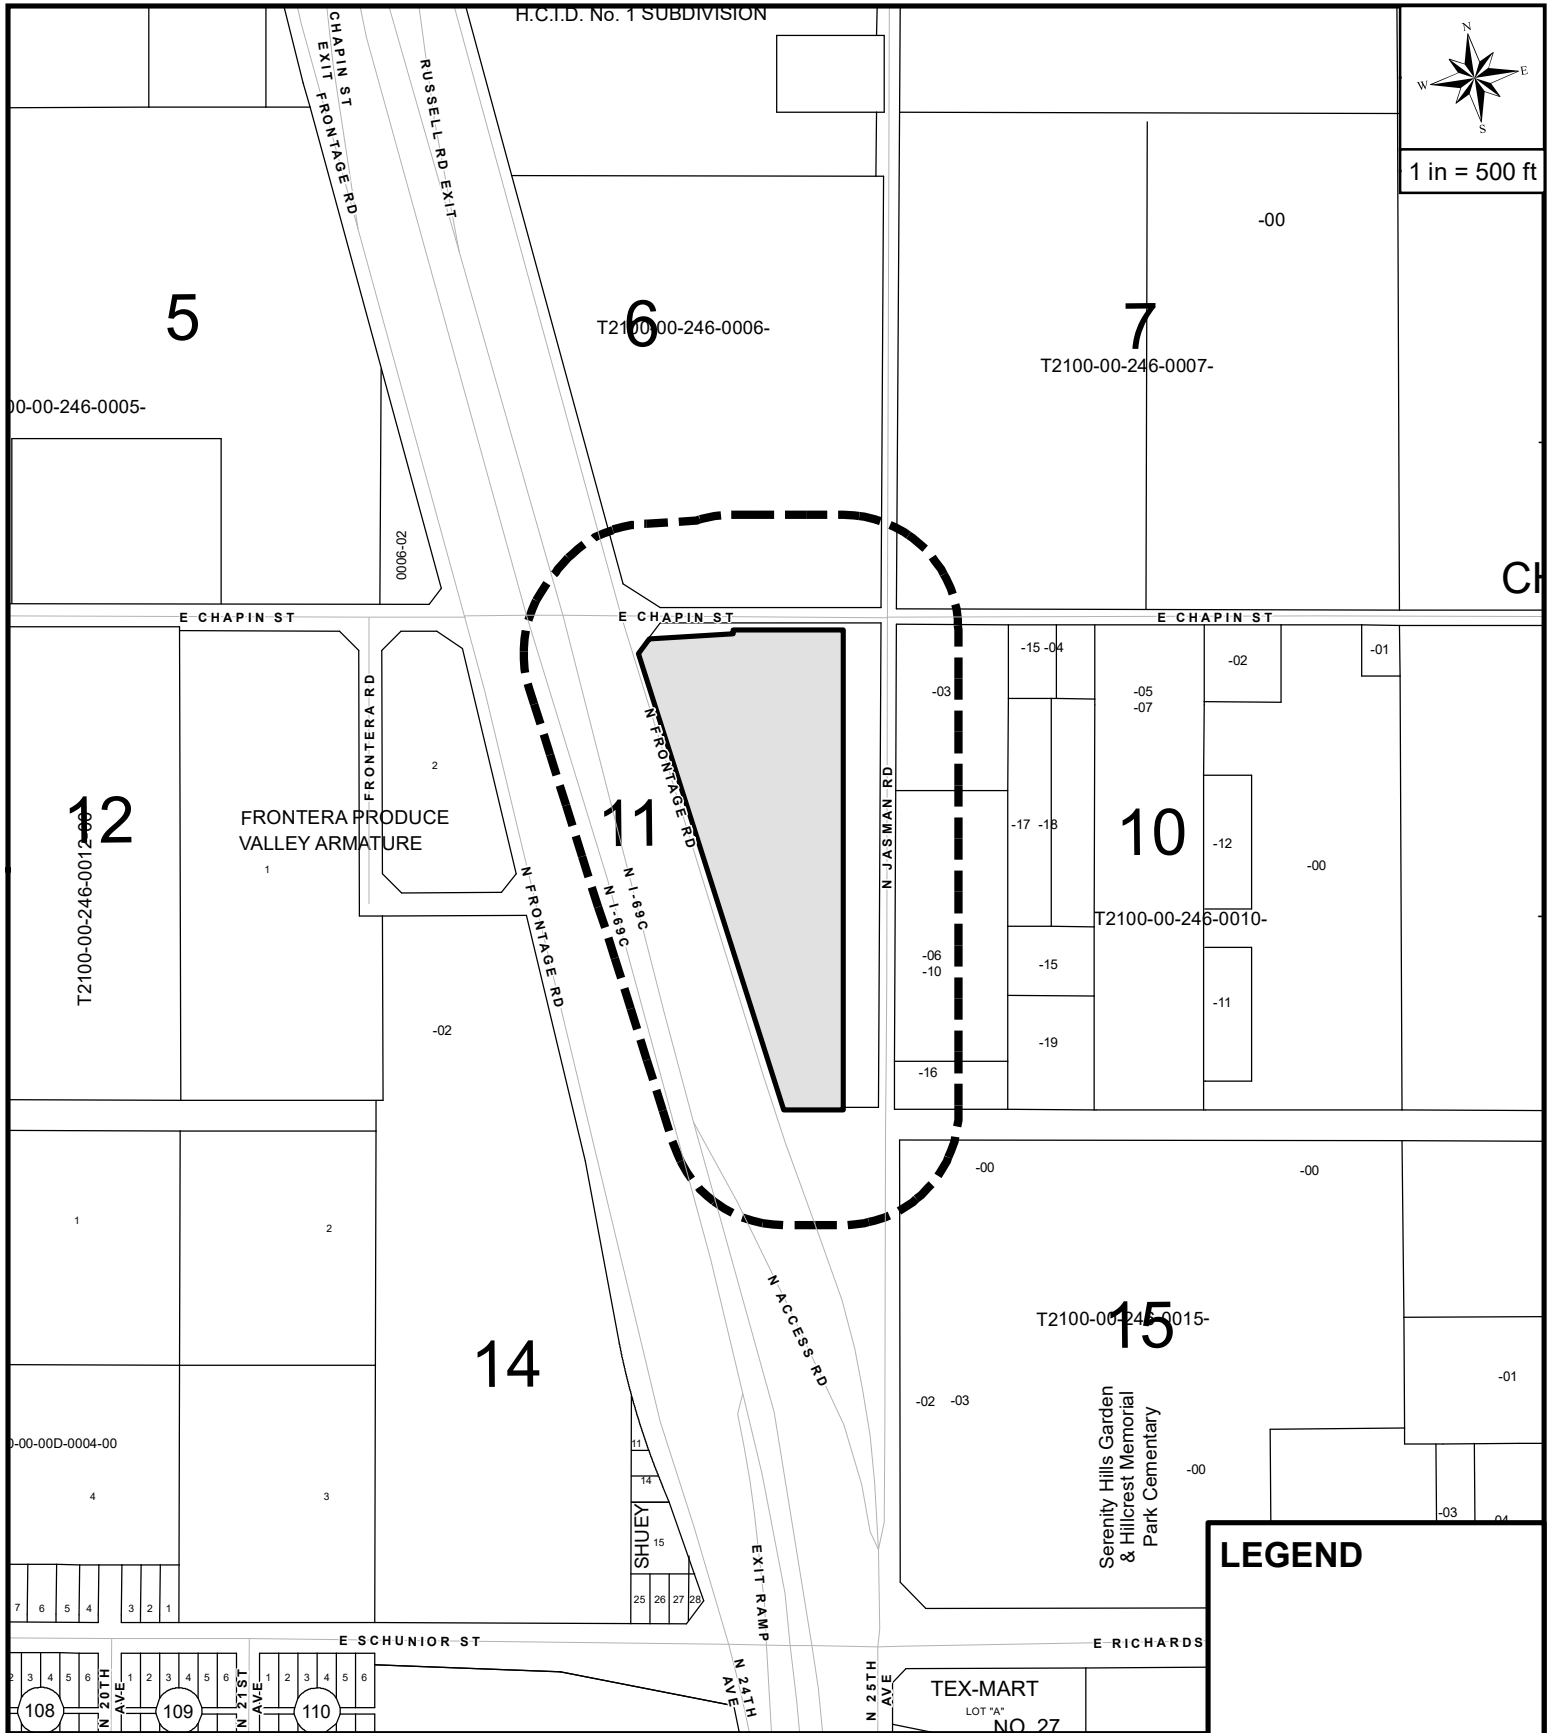 H.C.I.D. No. 1 SUBDIVISION
N
W
E
S
1 in = 500 ft
CHAPIN ST
EXIT FRONTAGE RD
RUSSELL RD EXIT
-00
5
6
T2100-00-246-0006-
7
T2100-00-246-0007-
00-00-246-0005-
0006-02
E CHAPIN ST
E CHAPIN ST
E CHAPIN ST
-15 -04
-01
-02
-03
-05
-07
FRONTERA RD
N FRONTAGE RD
2
12
T2100-00-246-0012-00
FRONTERA PRODUCE
VALLEY ARMATURE
1
11
N JASMAN RD
-17 -18
10
-12
-00
N FRONTAGE RD
N I-69C
N I-69C
T2100-00-246-0010-
-06
-10
-15
-11
-02
-19
-16
-00
-00
1
2
N ACCESS RD
14
T2100-00-246-0015-
15
-01
-02 -03
Serenity Hills Garden
& Hillcrest Memorial
Park Cementary
0-00-00D-0004-00
4
3
11
14
15
SHUEY
-00
-03
04
LEGEND
EXIT RAMP
7 6 5 4 3 2 1
25 26 27 28
E SCHUNIOR ST
E RICHARDS
2 3 4 5 6
1 2 3 4 5 6
1 2 3 4 5 6
108
N 20TH
AVE
109
N 21ST
AVE
110
N 24TH
AVE
N 25TH
AVE
TEX-MART
LOT "A"
NO. 27
CH